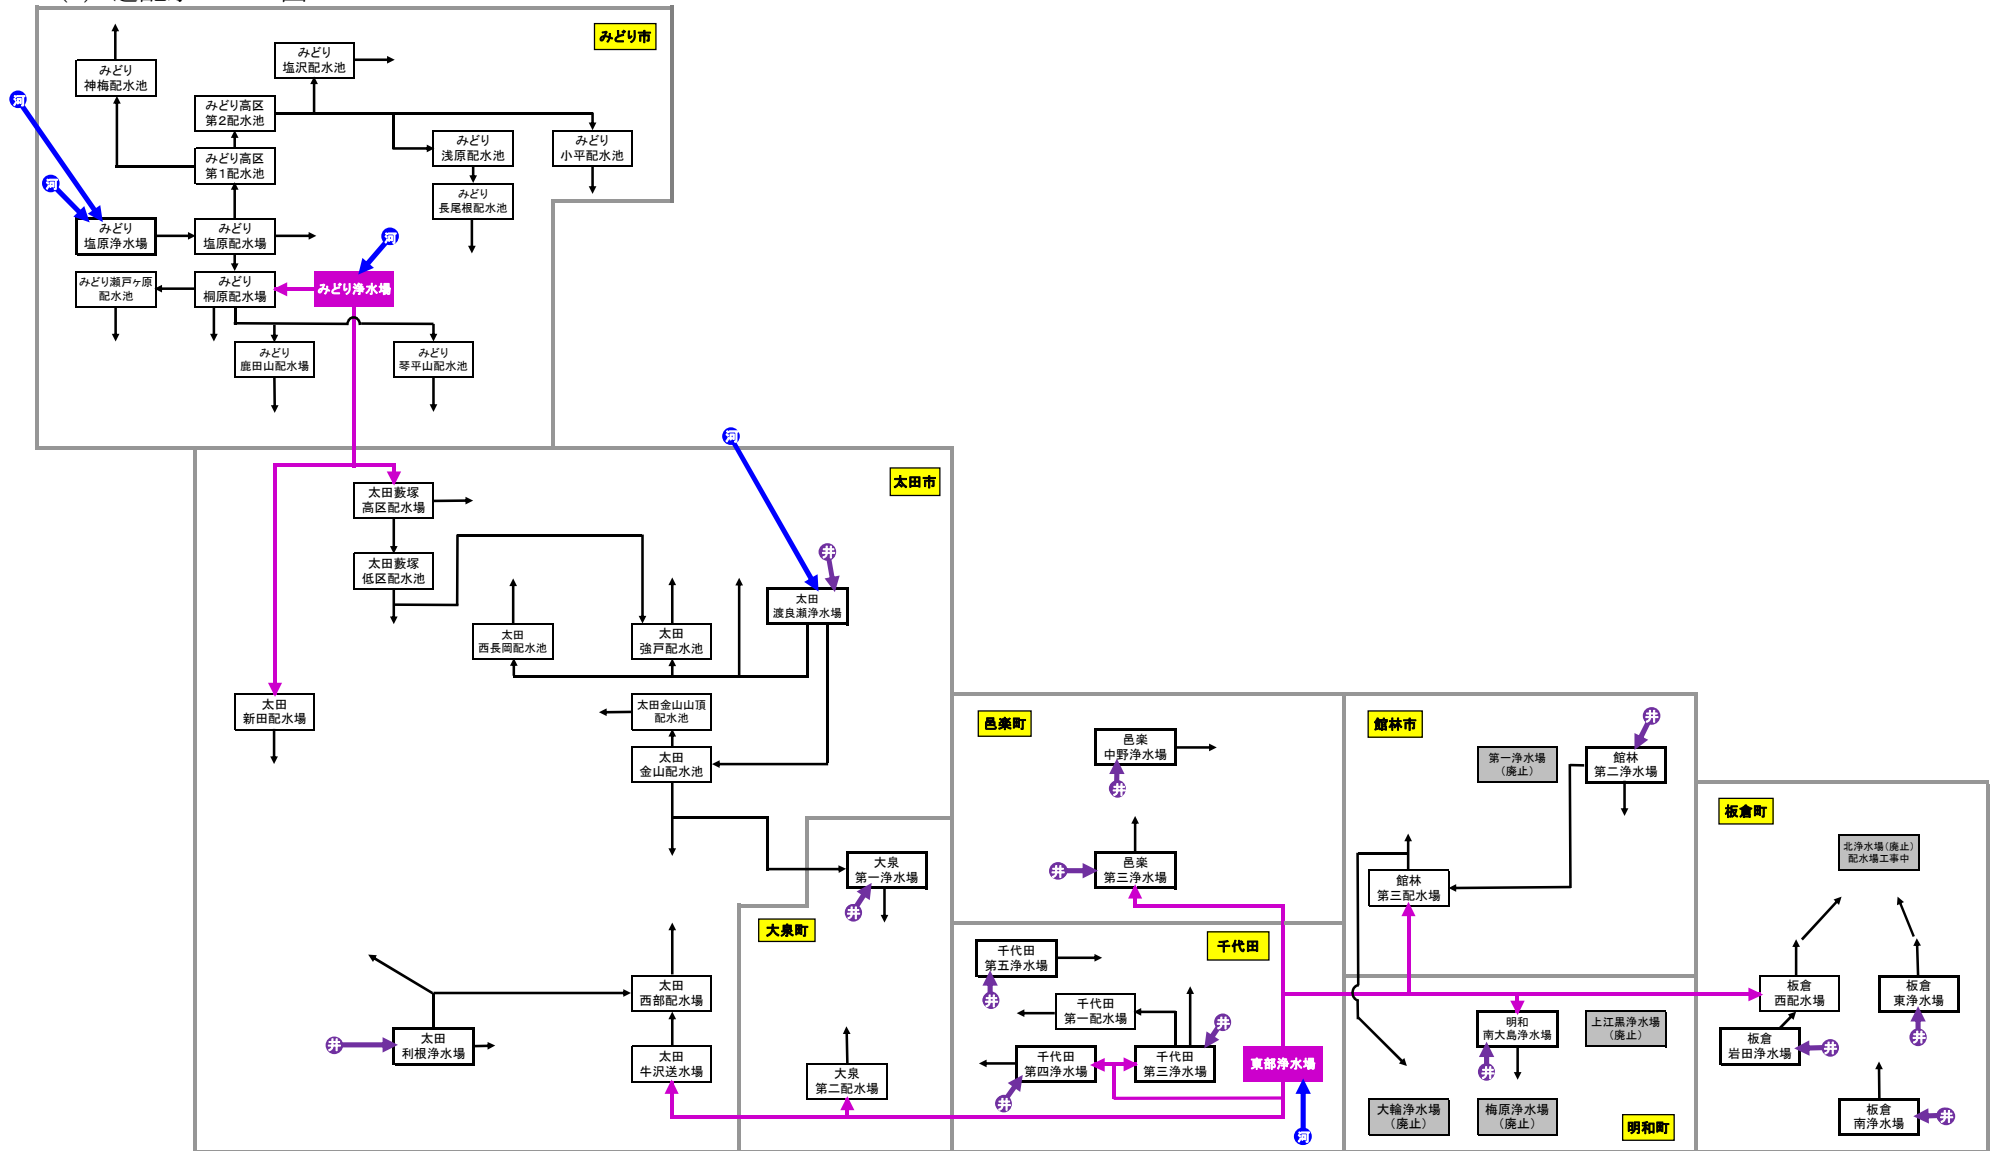 みどり市
みどり
塩沢配水池
みどり
神梅配水池
河
みどり高区
第2配水池
みどり
浅原配水池
みどり
小平配水池
みどり高区
第1配水池
河
みどり
長尾根配水池
みどり
塩原浄水場
みどり
塩原配水場
河
みどり瀬戸ヶ原
配水池
みどり
桐原配水場
みどり浄水場
みどり
鹿田山配水場
みどり
琴平山配水池
河
太田市
太田藪塚
高区配水場
太田藪塚
低区配水池
井
太田
渡良瀬浄水場
太田
西長岡配水池
太田
強戸配水池
太田
新田配水場
太田金山山頂
配水池
太田
金山配水池
大泉
第一浄水場
井
大泉町
太田
西部配水場
井
太田
利根浄水場
太田
牛沢送水場
大泉
第二配水場
邑楽町
邑楽
中野浄水場
井
井
邑楽
第三浄水場
千代田
千代田
第五浄水場
井
千代田
第一配水場
井
千代田
第四浄水場
千代田
第三浄水場
東部浄水場
井
河
館林市
井
第一浄水場
(廃止)
館林
第二浄水場
館林
第三配水場
明和
南大島浄水場
井
上江黒浄水場
(廃止)
大輪浄水場
(廃止)
梅原浄水場
(廃止)
明和町
板倉町
北浄水場(廃止)
配水場工事中
板倉
西配水場
板倉
東浄水場
井
板倉
岩田浄水場
井
板倉
南浄水場
井